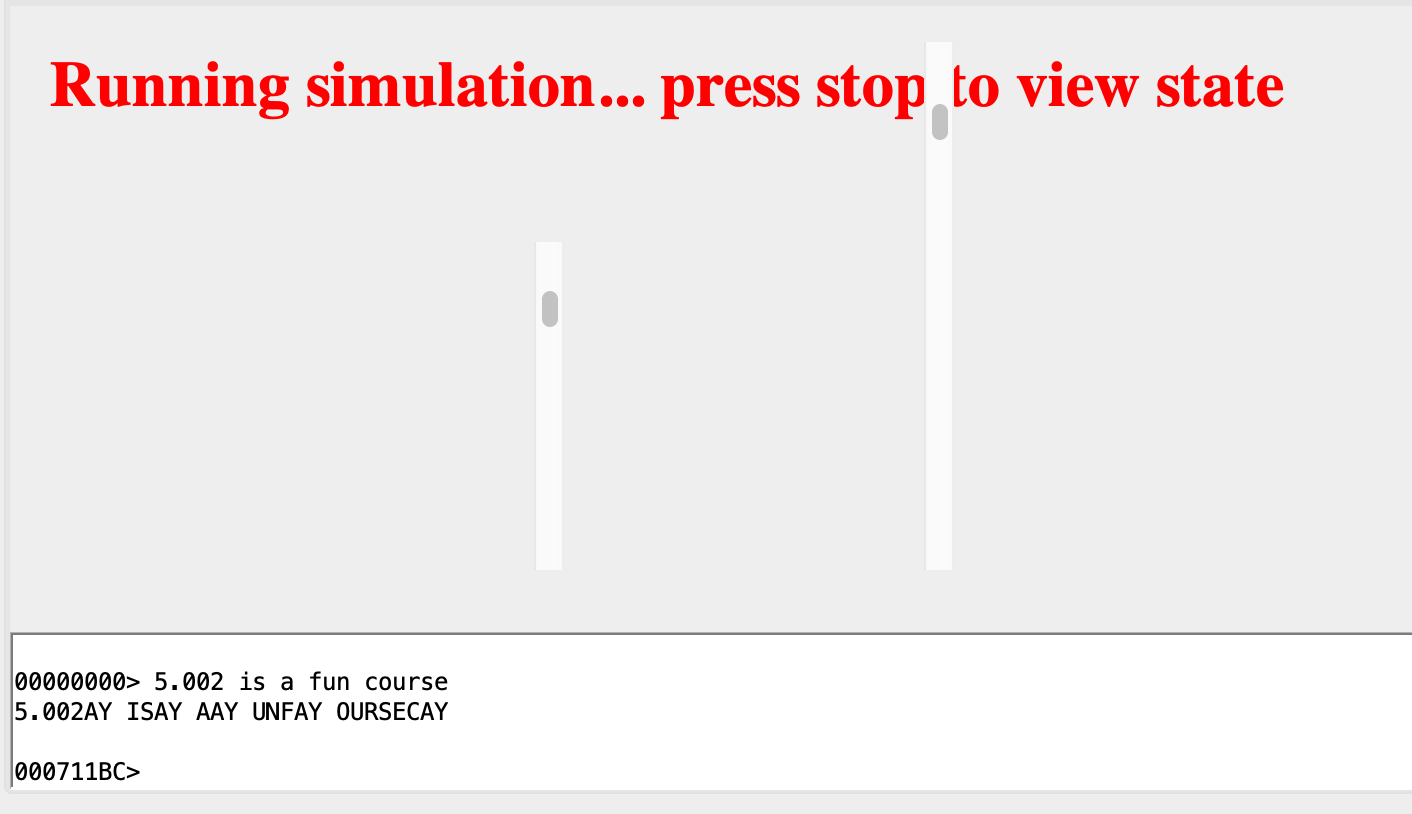 Running simulation... press stop to view state
00000000> 5.002 is a fun course
5.002AY ISAY AAY UNFAY OURSECAY
000711BC>